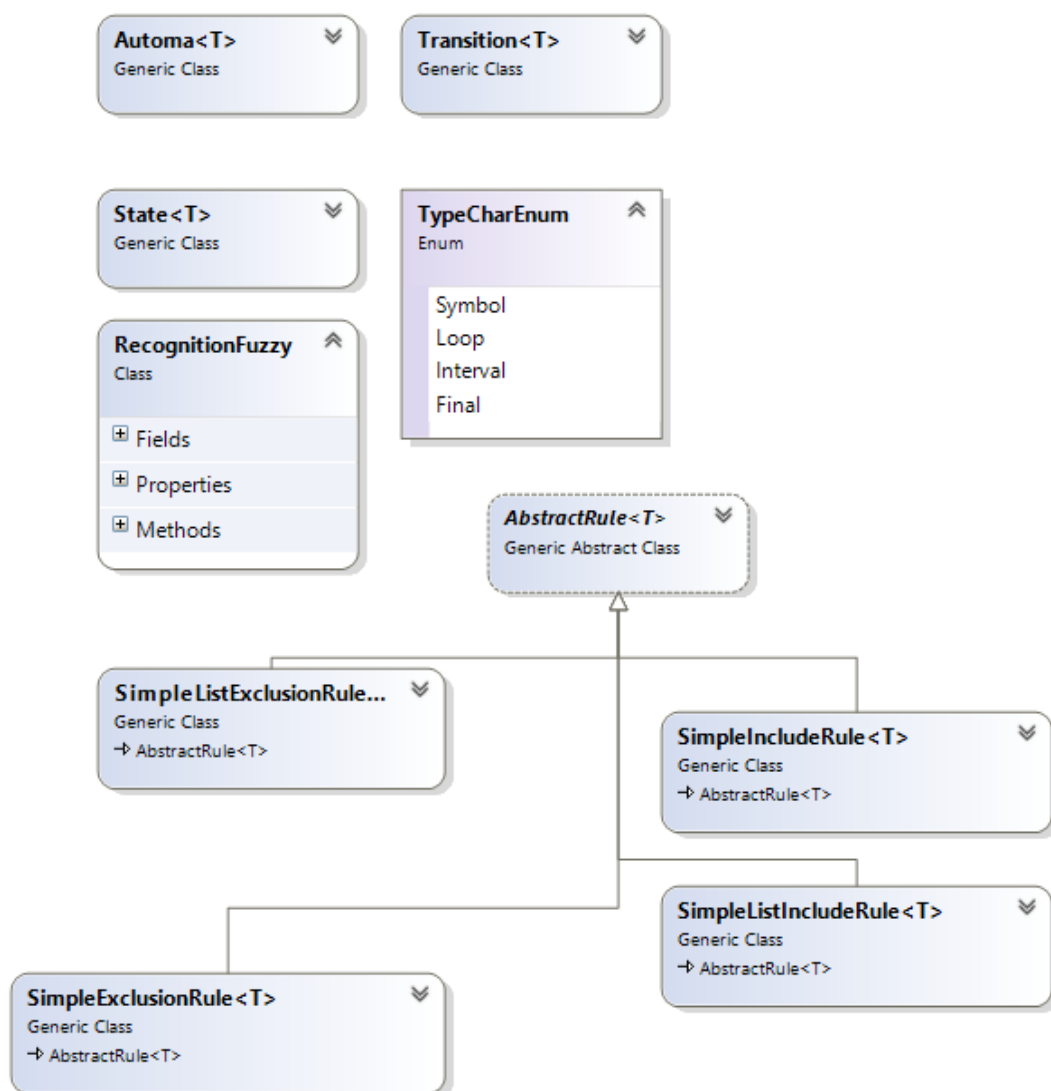 Automa<T>
Generic Class
Transition<T>
Generic Class
State<T>
Generic Class
TypeCharEnum
Enum
Symbol
Loop
Interval
Final
RecognitionFuzzy
Class
Fields
Properties
Methods
AbstractRule<T>
Generic Abstract Class
SimpleListExclusionRule...
Generic Class
AbstractRule<T>
SimpleIncludeRule<T>
Generic Class
AbstractRule<T>
SimpleListIncludeRule<T>
Generic Class
AbstractRule<T>
SimpleExclusionRule<T>
Generic Class
AbstractRule<T>